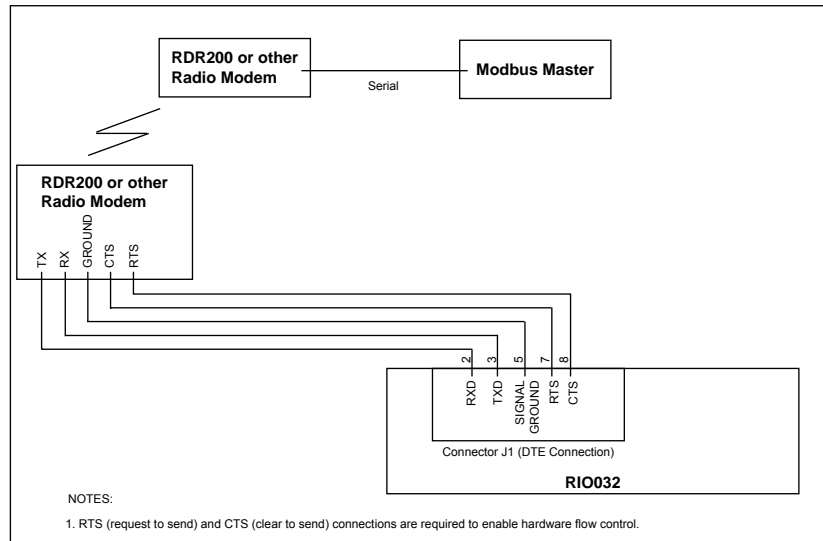 RDR200 or other
Radio Modem
Serial
Modbus Master
RDR200 or other
Radio Modem
TX
RX
GROUND
CTS
RTS
2
3
5
7
8
RXD
TXD
SIGNAL
GROUND
RTS
CTS
Connector J1 (DTE Connection)
RIO032
NOTES:
1. RTS (request to send) and CTS (clear to send) connections are required to enable hardware flow control.